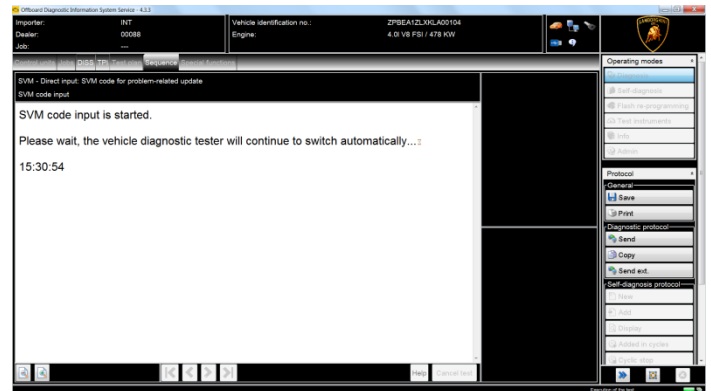 Offboard Diagnostic Information System Service - 4.1.3
Importer: INT
Dealer: 00088
Job: ---
Vehicle identification no.: ZPBEA1ZLXKLA00104
Engine: 4.0l V8 FSI / 478 KW
Control units Jobs DISS TPI Test plan Sequence Special functions
SVM - Direct input: SVM code for problem-related update
SVM code input
SVM code input is started.
Please wait, the vehicle diagnostic tester will continue to switch automatically...
15:30:54
Help Cancel test
Operating modes
Diagnosis
Self-diagnosis
Flash re-programming
Test instruments
Info
Admin
Protocol
General
Save
Print
Diagnostic protocol
Send
Copy
Send ext.
Self-diagnosis protocol
New
Add
Display
Added in cycles
Cyclic stop
Execution of the test